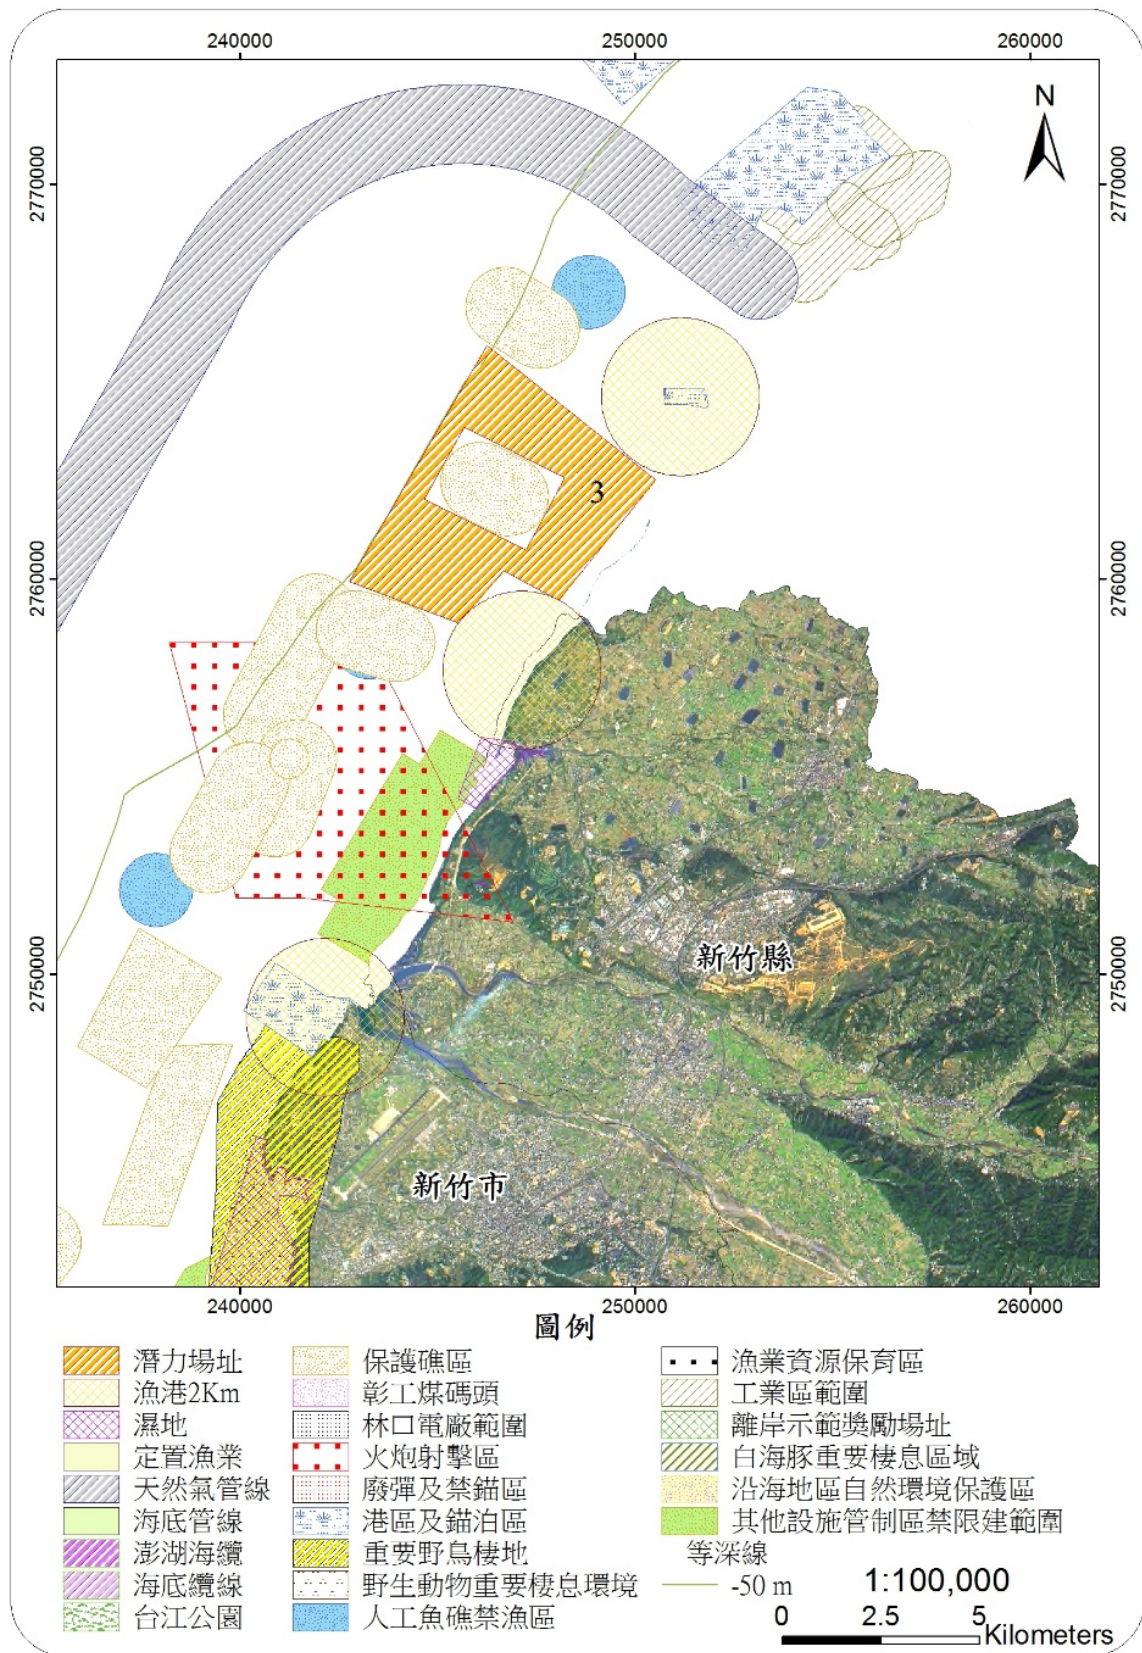 240000 250000 260000
N
2770000 2770000
3
2760000 2760000
新竹縣
2750000 2750000
新竹市
240000 250000 260000
圖例
潛力場址
漁港2Km
濕地
定置漁業
天然氣管線
海底管線
澎湖海纜
海底纜線
台江公園
保護礁區
彰工煤碼頭
林口電廠範圍
火炮射擊區
廢彈及禁錨區
港區及錨泊區
重要野鳥棲地
野生動物重要棲息環境
人工魚礁禁漁區
漁業資源保育區
工業區範圍
離岸示範獎勵場址
白海豚重要棲息區域
沿海地區自然環境保護區
其他設施管制區禁限建範圍
等深線
-50 m
1:100,000
0 2.5 5
Kilometers